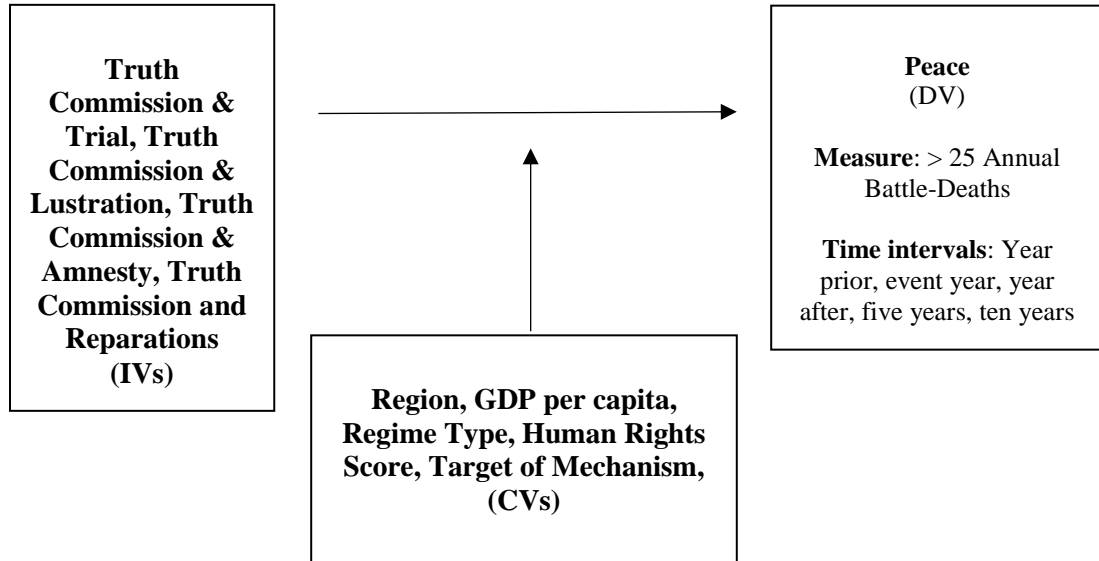 Truth
Commission &
Trial, Truth
Commission &
Lustration, Truth
Commission &
Amnesty, Truth
Commission and
Reparations
(IVs)
Peace
(DV)
Measure: > 25 Annual
Battle-Deaths
Time intervals: Year
prior, event year, year
after, five years, ten years
Region, GDP per capita,
Regime Type, Human Rights
Score, Target of Mechanism,
(CVs)